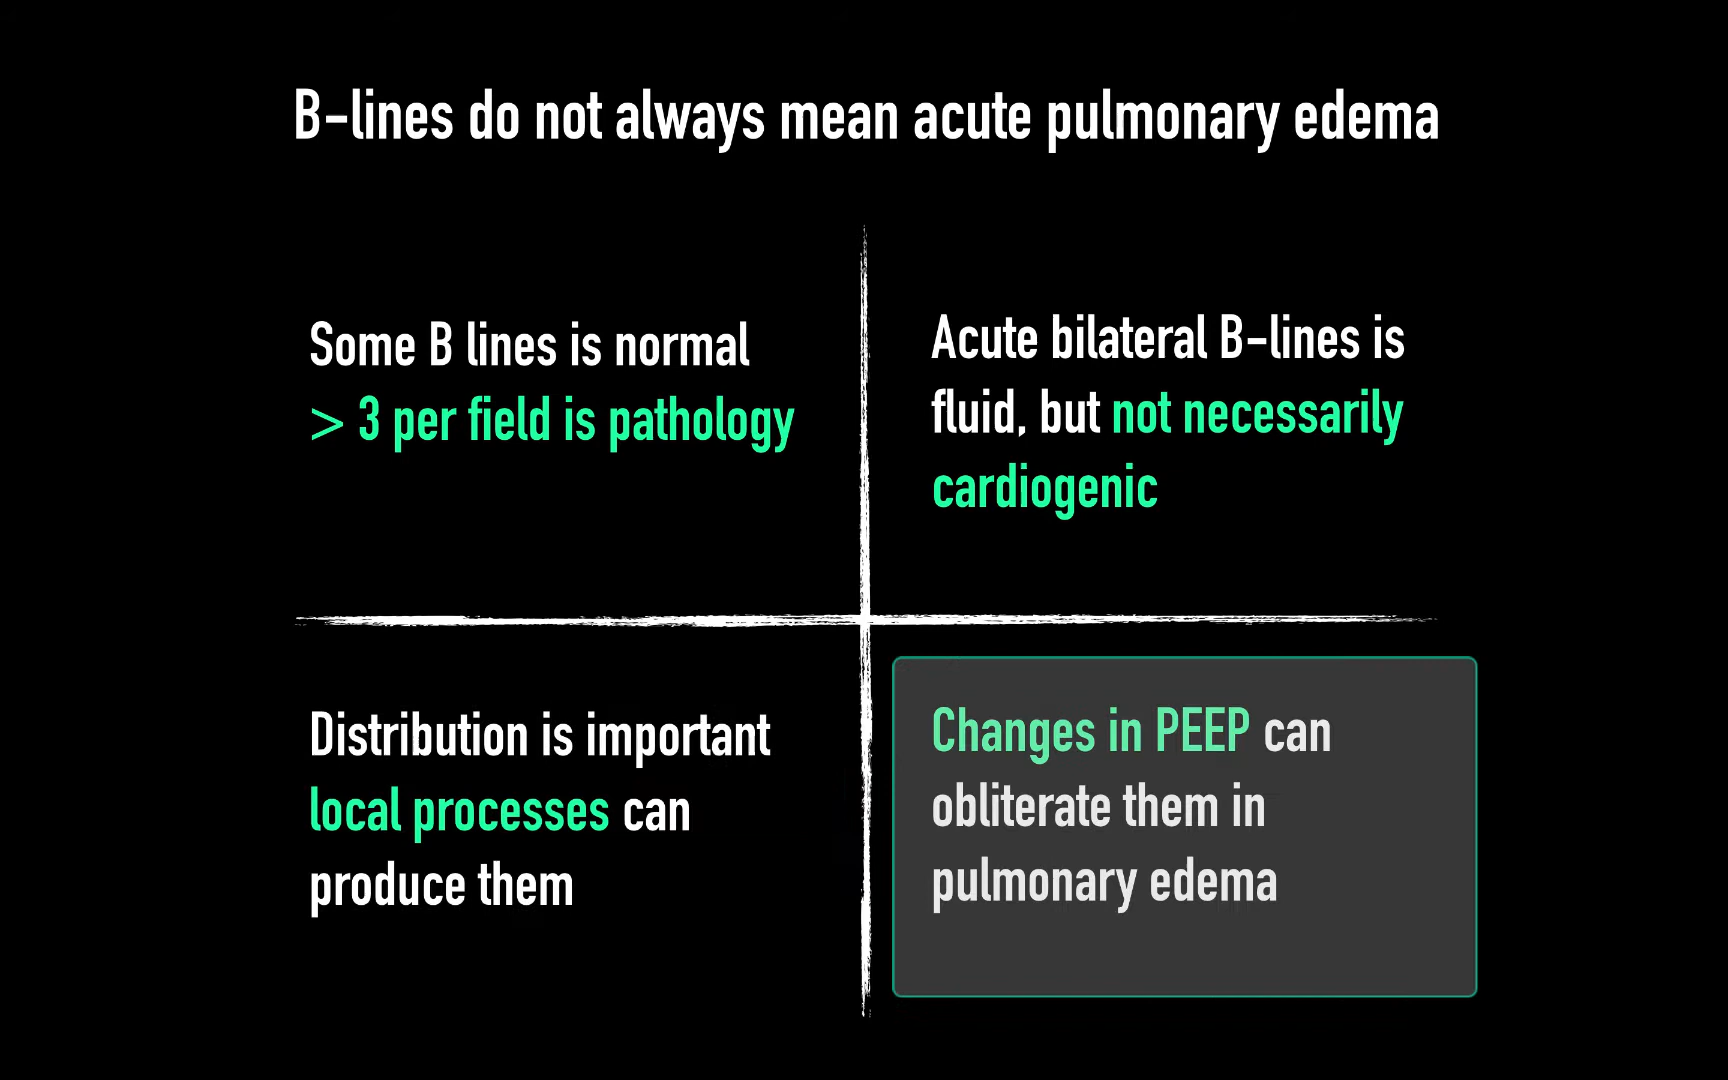 B-lines do not always mean acute pulmonary edema
Some B lines is normal
> 3 per field is pathology
Acute bilateral B-lines is
fluid, but not necessarily
cardiogenic
Distribution is important
local processes can
produce them
Changes in PEEP can
obliterate them in
pulmonary edema